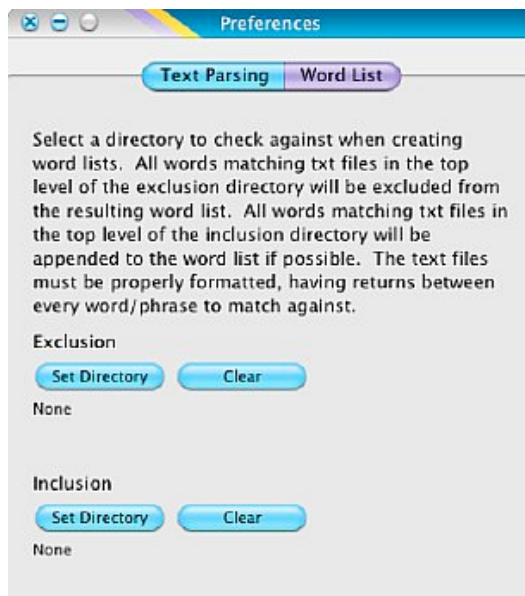 Preferences
Text Parsing Word List
Select a directory to check against when creating
word lists. All words matching txt files in the top
level of the exclusion directory will be excluded from
the resulting word list. All words matching txt files in
the top level of the inclusion directory will be
appended to the word list if possible. The text files
must be properly formatted, having returns between
every word/phrase to match against.
Exclusion
Set Directory Clear
None
Inclusion
Set Directory Clear
None